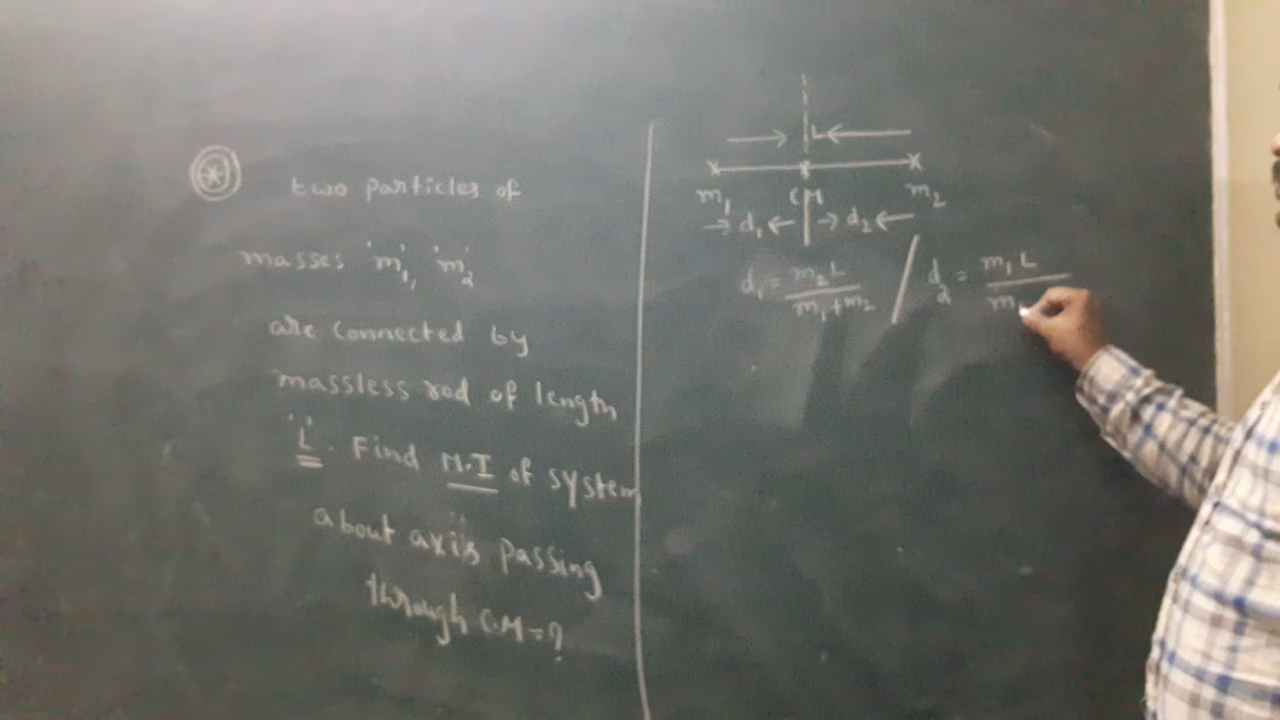 two particles of
masses 'm₁', 'm₂'
are connected by
massless rod of length
'L'. Find M.I of system
about axis passing
through C.M = ?
L
m₁ CM m₂
→ d₁ ← → d₂ ←
d₁ = m₂L / m₁+m₂ / d₂ = m₁L / m